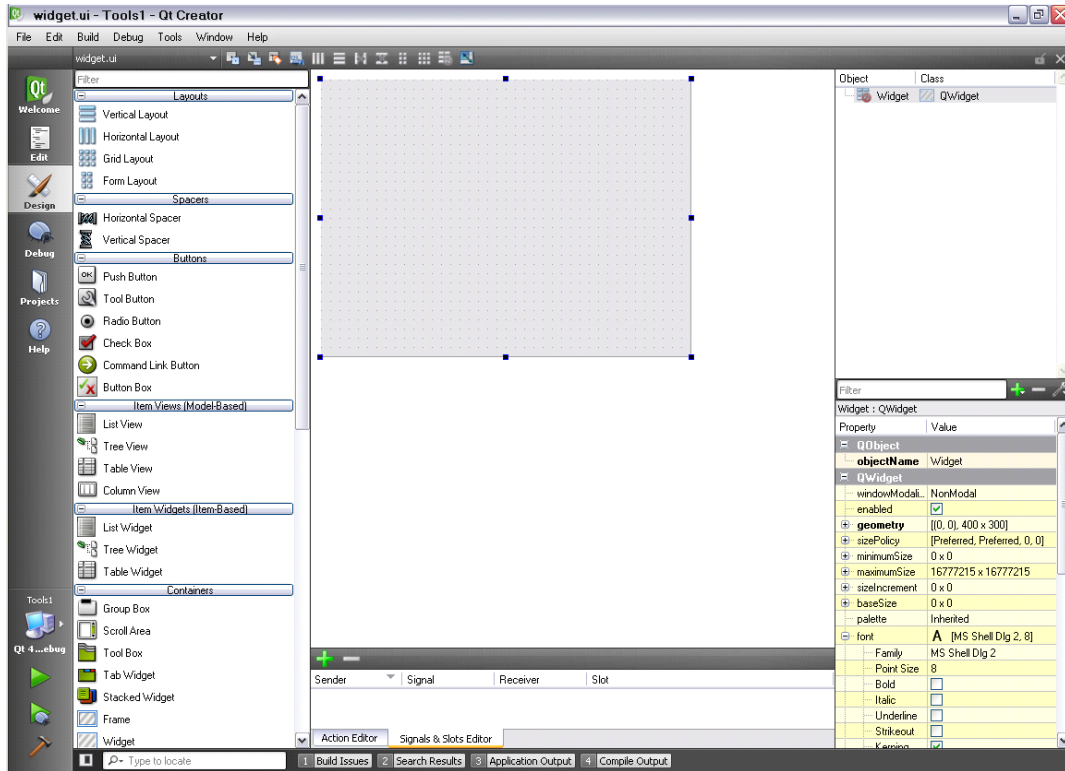 widget.ui - Tools1 - Qt Creator
File Edit Build Debug Tools Window Help
widget.ui
Qt
Welcome
Edit
Design
Debug
Projects
Help
Tools1
Qt 4...ebug
Filter
Layouts
Vertical Layout
Horizontal Layout
Grid Layout
Form Layout
Spacers
Horizontal Spacer
Vertical Spacer
Buttons
OK Push Button
Tool Button
Radio Button
Check Box
Command Link Button
Button Box
Item Views (Model-Based)
List View
Tree View
Table View
Column View
Item Widgets (Item-Based)
List Widget
Tree Widget
Table Widget
Containers
Group Box
Scroll Area
Tool Box
Tab Widget
Stacked Widget
Frame
Widget
Sender Signal Receiver Slot
Action Editor Signals & Slots Editor
Object Class
Widget QWidget
Filter
Widget : QWidget
Property Value
QObject
objectName Widget
QWidget
windowModali... NonModal
enabled
geometry [(0, 0), 400 x 300]
sizePolicy [Preferred, Preferred, 0, 0]
minimumSize 0 x 0
maximumSize 16777215 x 16777215
sizeIncrement 0 x 0
baseSize 0 x 0
palette Inherited
font A [MS Shell Dlg 2, 8]
Family MS Shell Dlg 2
Point Size 8
Bold
Italic
Underline
Strikeout
Kerning
Type to locate
1 Build Issues 2 Search Results 3 Application Output 4 Compile Output